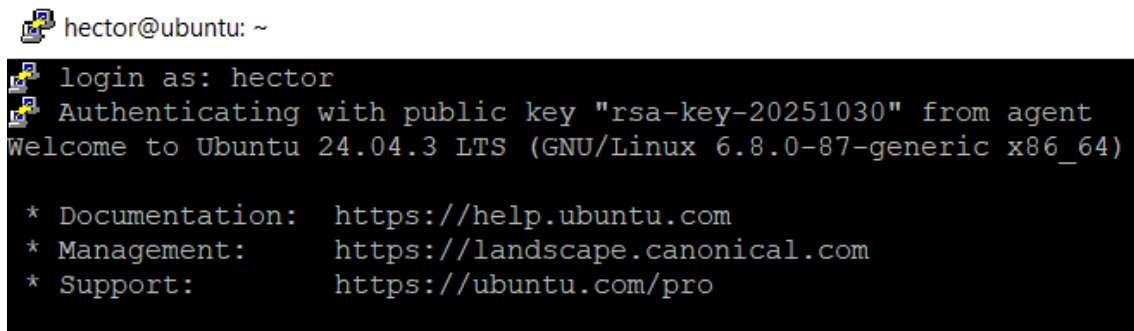 hector@ubuntu: ~
login as: hector
Authenticating with public key "rsa-key-20251030" from agent
Welcome to Ubuntu 24.04.3 LTS (GNU/Linux 6.8.0-87-generic x86_64)
* Documentation:  https://help.ubuntu.com
* Management:     https://landscape.canonical.com
* Support:        https://ubuntu.com/pro